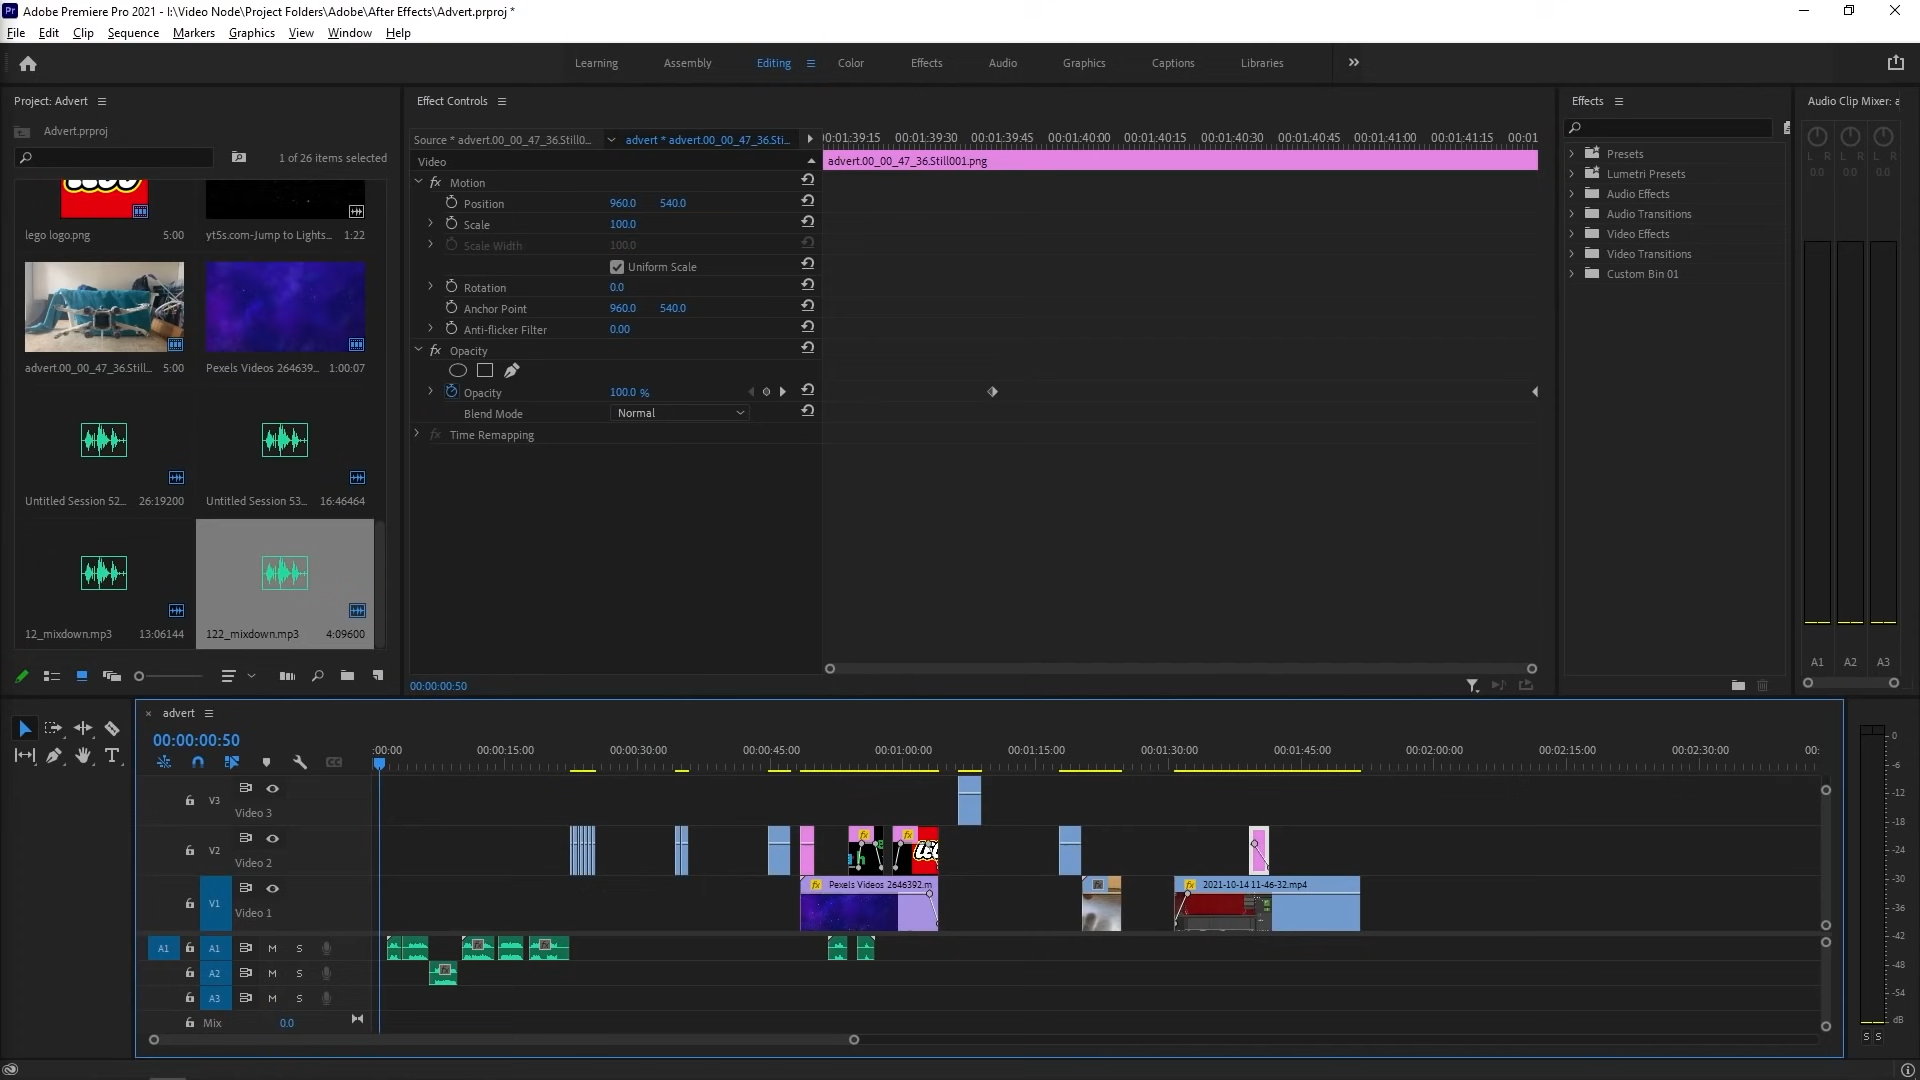 Adobe Premiere Pro 2021 - I:\Video Node\Project Folders\Adobe\After Effects\Advert.prproj *
File Edit Clip Sequence Markers Graphics View Window Help
Learning Assembly Editing Color Effects Audio Graphics Captions Libraries
Project: Advert
Advert.prproj
1 of 26 items selected
lego logo.png 5:00
yt5s.com-Jump to Lights... 1:22
advert.00_00_47_36.Still... 5:00
Pexels Videos 264639... 1:00:07
Untitled Session 52... 26:19200
Untitled Session 53... 16:46464
12_mixdown.mp3 13:06144
122_mixdown.mp3 4:09600
Effect Controls
Source * advert.00_00_47_36.Still0... advert * advert.00_00_47_36.Sti...
00:01:39:15 00:01:39:30 00:01:39:45 00:01:40:00 00:01:40:15 00:01:40:30 00:01:40:45 00:01:41:00 00:01:41:15 00:01
Video
advert.00_00_47_36.Still001.png
fx Motion
Position 960.0 540.0
Scale 100.0
Scale Width 100.0
Uniform Scale
Rotation 0.0
Anchor Point 960.0 540.0
Anti-flicker Filter 0.00
fx Opacity
Opacity 100.0 %
Blend Mode Normal
fx Time Remapping
00:00:00:50
Effects
Presets
Lumetri Presets
Audio Effects
Audio Transitions
Video Effects
Video Transitions
Custom Bin 01
Audio Clip Mixer: a
L R L R L R
0.0 0.0 0.0
A1 A2 A3
advert
00:00:00:50
:00:00 00:00:15:00 00:00:30:00 00:00:45:00 00:01:00:00 00:01:15:00 00:01:30:00 00:01:45:00 00:02:00:00 00:02:15:00 00:02:30:00 00:
V3
Video 3
V2
Video 2
V1
Video 1
fx Pexels Videos 2646392.m
fx 2021-10-14 11-46-32.mp4
A1 A1 M S
A2 M S
A3 M S
Mix 0.0
0
-6
-12
-18
-24
-30
-36
-42
-48
-54
dB
S S